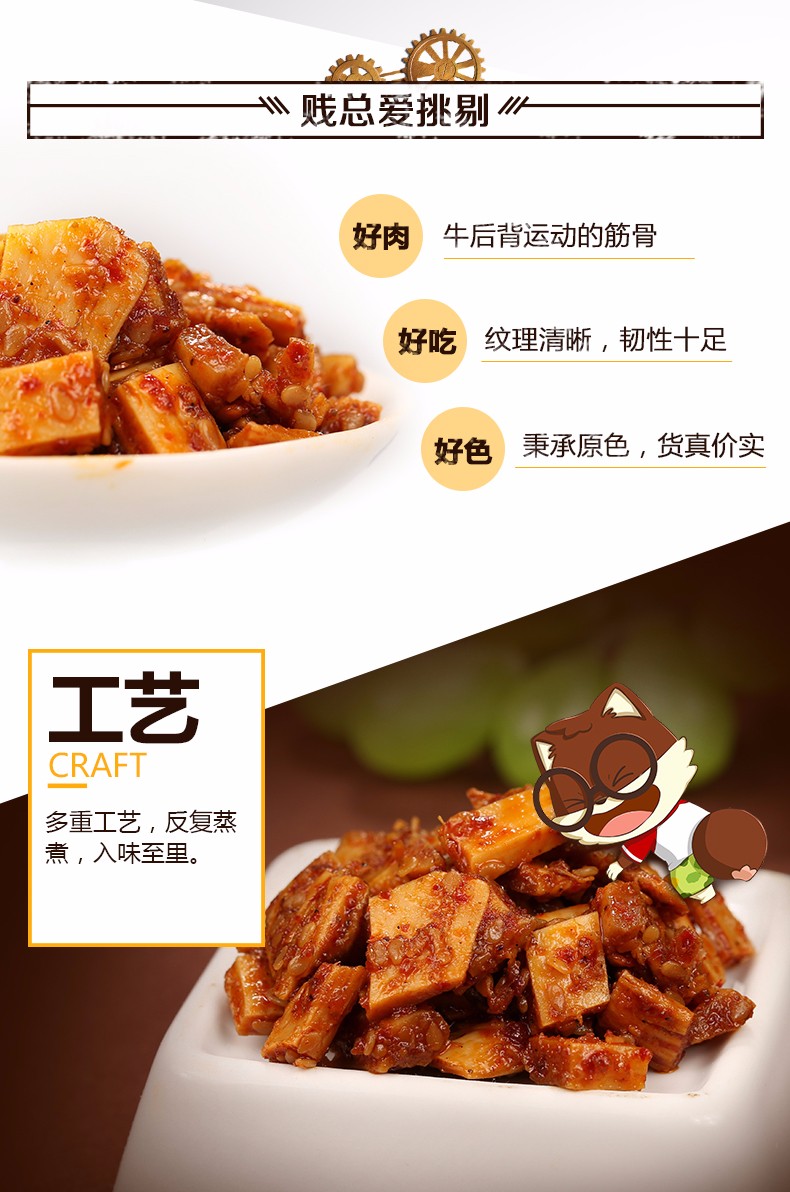 贱总爱挑剔
好肉
牛后背运动的筋骨
好吃
纹理清晰，韧性十足
好色
秉承原色，货真价实
工艺
CRAFT
多重工艺，反复蒸
煮，入味至里。